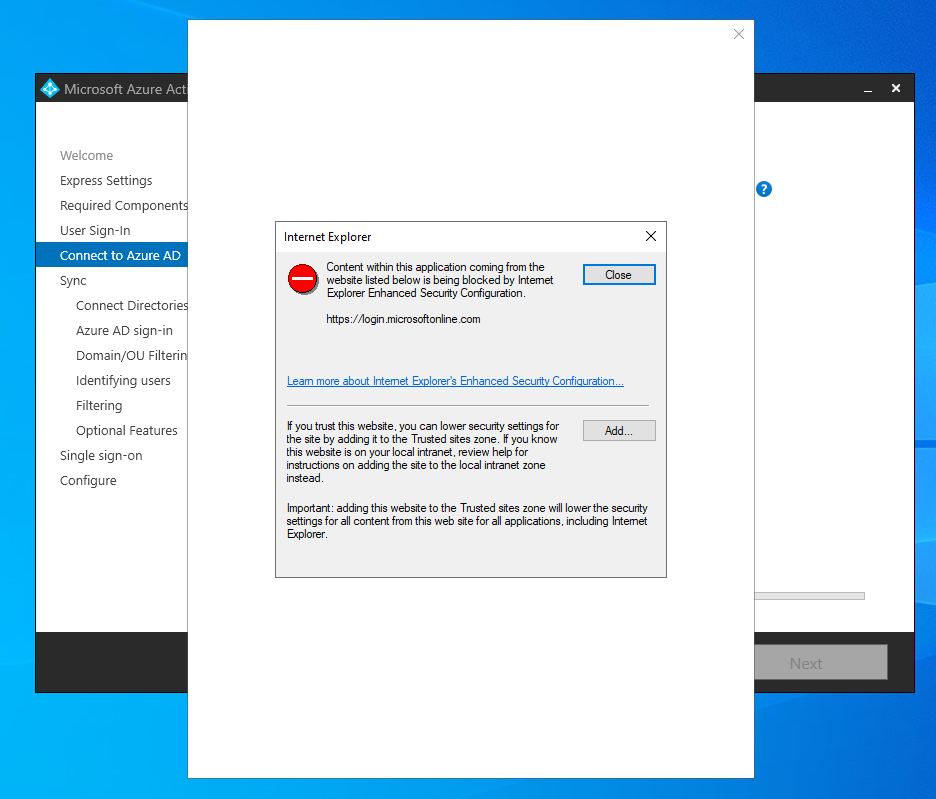 Microsoft Azure Act
Welcome
Express Settings
Required Components
User Sign-In
Connect to Azure AD
Sync
Connect Directories
Azure AD sign-in
Domain/OU Filterin
Identifying users
Filtering
Optional Features
Single sign-on
Configure
?
Internet Explorer
Content within this application coming from the
website listed below is being blocked by Internet
Explorer Enhanced Security Configuration.
Close
https://login.microsoftonline.com
Learn more about Internet Explorer's Enhanced Security Configuration...
If you trust this website, you can lower security settings for
the site by adding it to the Trusted sites zone. If you know
this website is on your local intranet, review help for
instructions on adding the site to the local intranet zone
instead.
Add...
Important: adding this website to the Trusted sites zone will lower the security
settings for all content from this web site for all applications, including Internet
Explorer.
Next